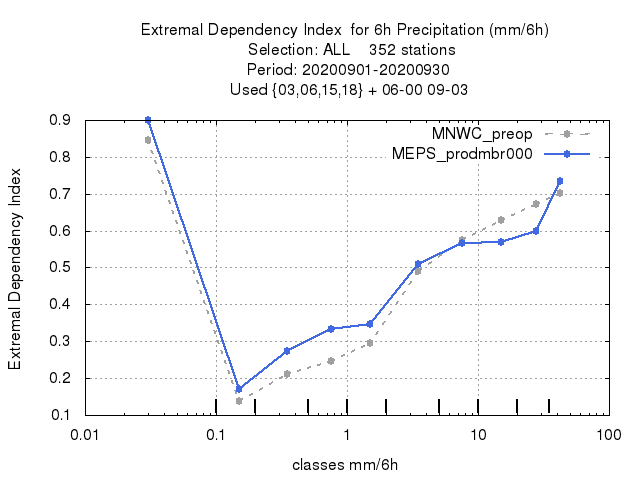 Extremal Dependency Index  for 6h Precipitation (mm/6h)
Selection: ALL    352 stations
Period: 20200901-20200930
Used {03,06,15,18} + 06-00 09-03
MNWC_preop
MEPS_prodmbr000
Extremal Dependency Index
0.9
0.8
0.7
0.6
0.5
0.4
0.3
0.2
0.1
0.01 0.1 1 10 100
classes mm/6h